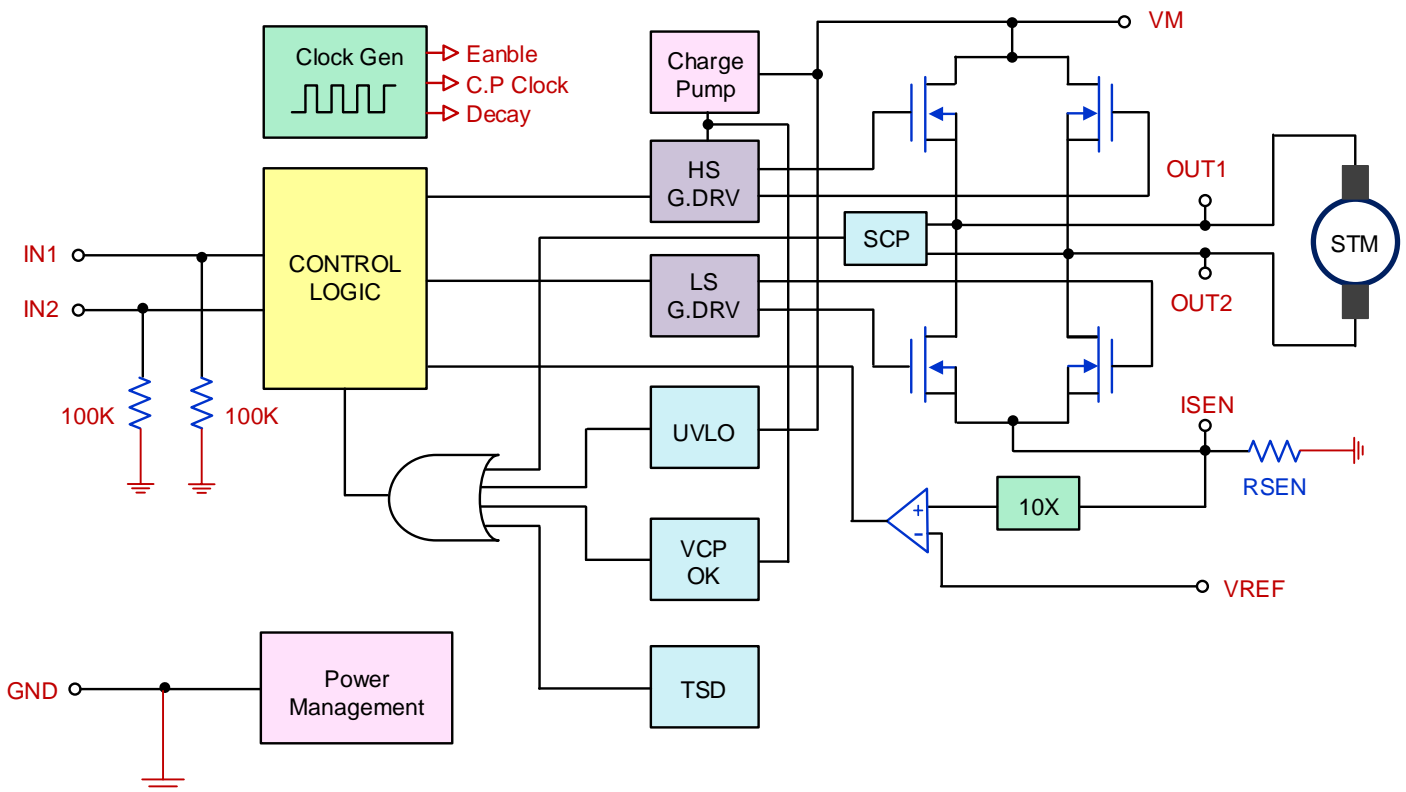 VM
Clock Gen
Eanble
C.P Clock
Decay
Charge
Pump
HS
G.DRV
OUT1
SCP
STM
IN1
IN2
CONTROL
LOGIC
LS
G.DRV
OUT2
100K
100K
UVLO
ISEN
RSEN
10X
+
-
VCP
OK
VREF
GND
Power
Management
TSD